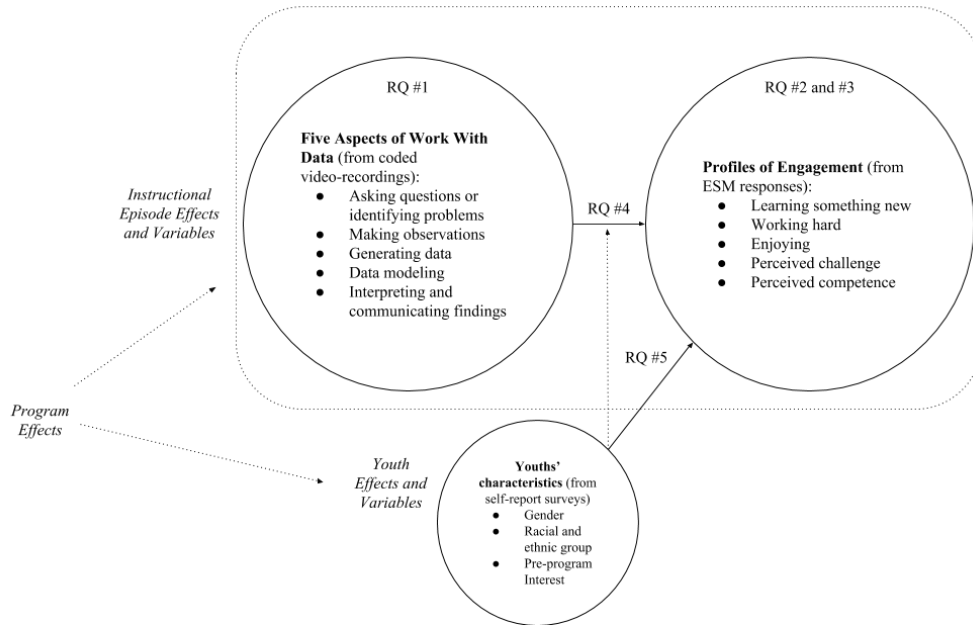 RQ #1
Five Aspects of Work With
Data (from coded
video-recordings):
● Asking questions or
identifying problems
● Making observations
● Generating data
● Data modeling
● Interpreting and
communicating findings
RQ #2 and #3
Profiles of Engagement (from
ESM responses):
● Learning something new
● Working hard
● Enjoying
● Perceived challenge
● Perceived competence
Instructional
Episode Effects
and Variables
RQ #4
RQ #5
Program
Effects
Youth
Effects and
Variables
Youths'
characteristics (from
self-report surveys)
● Gender
● Racial and
ethnic group
● Pre-program
Interest